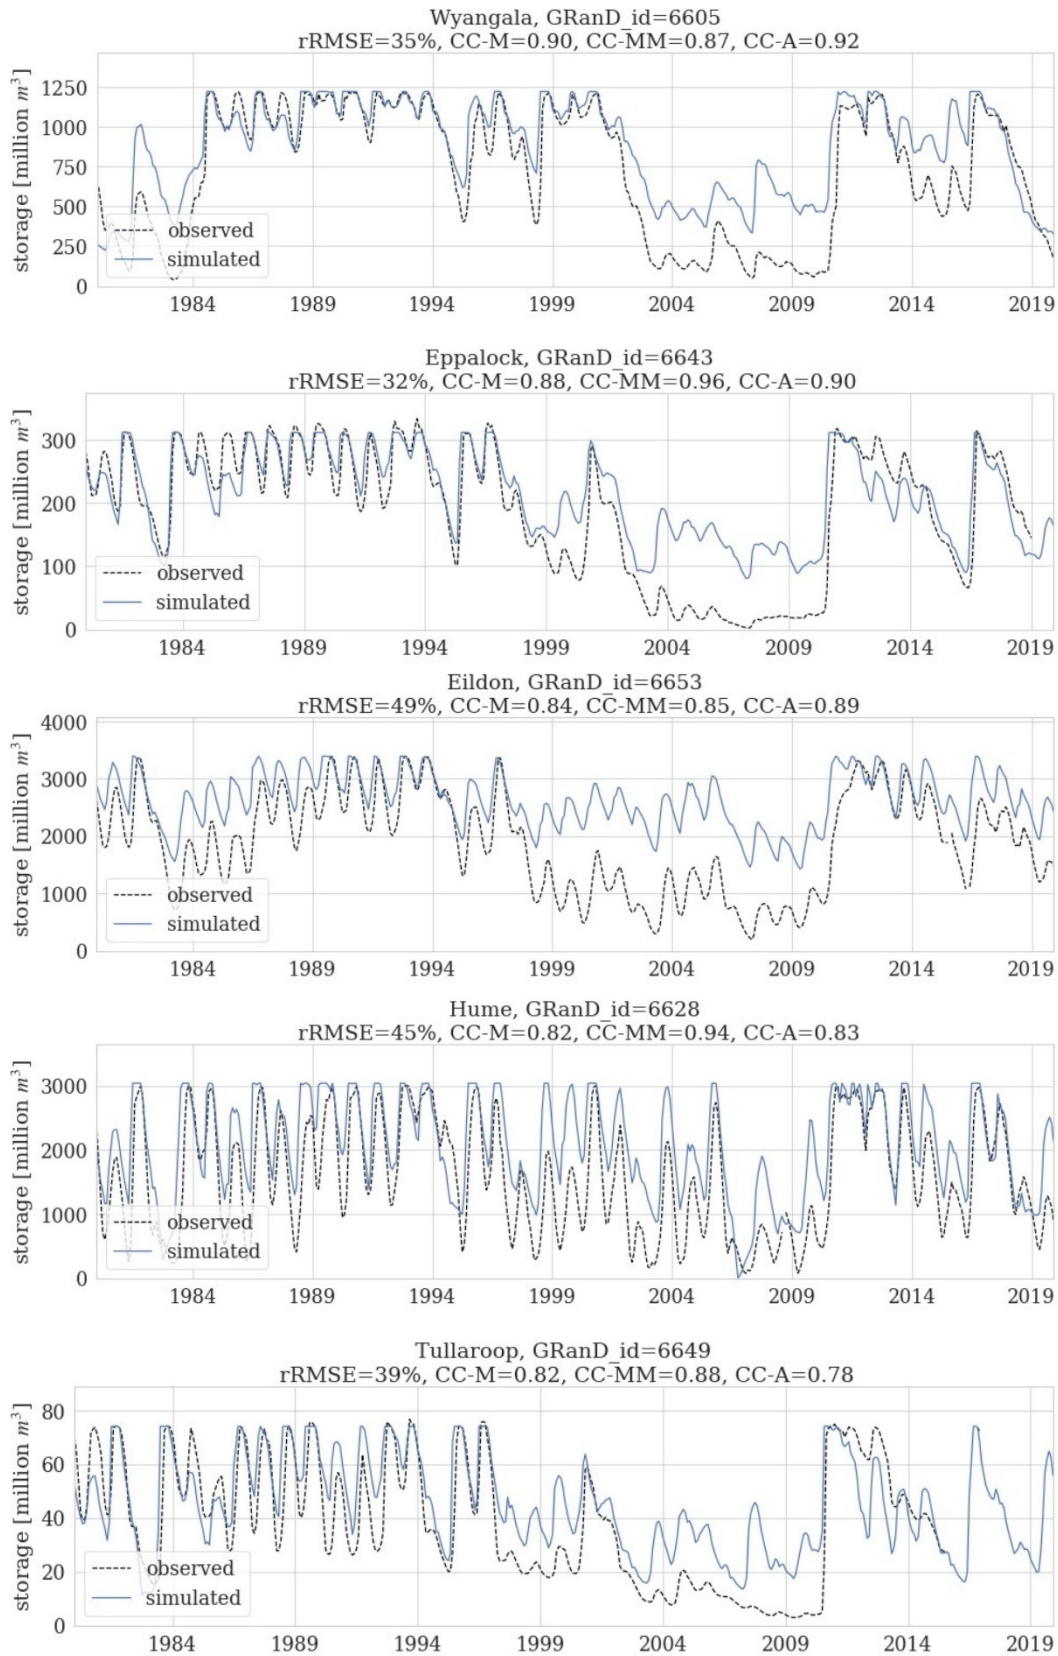 Wyangala, GRanD_id=6605
rRMSE=35%, CC-M=0.90, CC-MM=0.87, CC-A=0.92
storage [million m³]
1250
1000
750
500
250
0
observed
simulated
1984 1989 1994 1999 2004 2009 2014 2019
Eppalock, GRanD_id=6643
rRMSE=32%, CC-M=0.88, CC-MM=0.96, CC-A=0.90
storage [million m³]
300
200
100
0
observed
simulated
1984 1989 1994 1999 2004 2009 2014 2019
Eildon, GRanD_id=6653
rRMSE=49%, CC-M=0.84, CC-MM=0.85, CC-A=0.89
storage [million m³]
4000
3000
2000
1000
0
observed
simulated
1984 1989 1994 1999 2004 2009 2014 2019
Hume, GRanD_id=6628
rRMSE=45%, CC-M=0.82, CC-MM=0.94, CC-A=0.83
storage [million m³]
3000
2000
1000
0
observed
simulated
1984 1989 1994 1999 2004 2009 2014 2019
Tullaroop, GRanD_id=6649
rRMSE=39%, CC-M=0.82, CC-MM=0.88, CC-A=0.78
storage [million m³]
80
60
40
20
0
observed
simulated
1984 1989 1994 1999 2004 2009 2014 2019